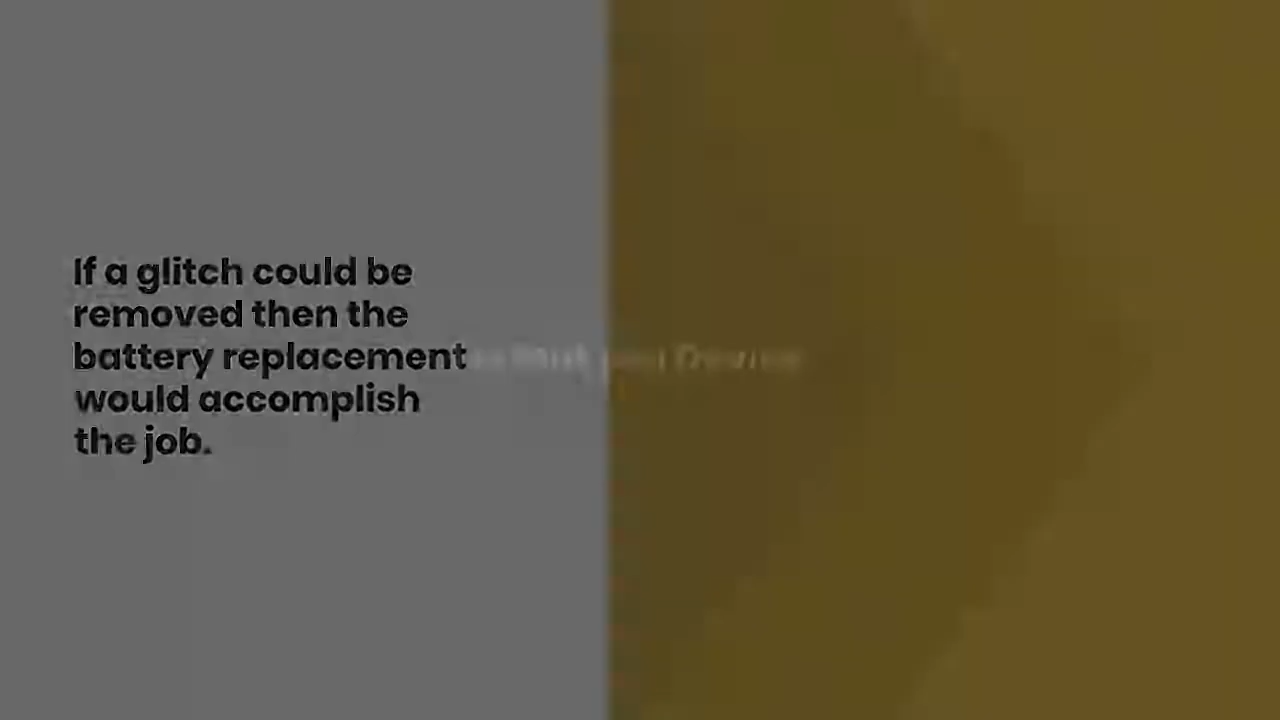 If a glitch could be
removed then the
battery replacement
would accomplish
the job.